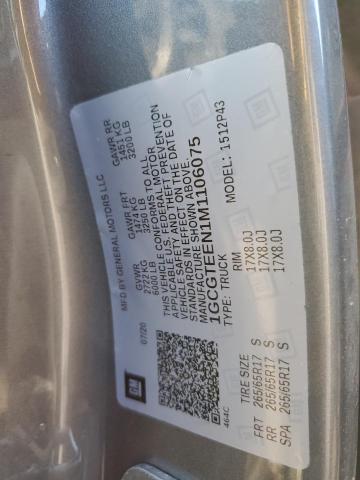 GM
07/20
MFD BY GENERAL MOTORS LLC
GVWR GAWR FRT GAWR RR
2722 KG 1474 KG 1451 KG
6000 LB 3250 LB 3200 LB
THIS VEHICLE CONFORMS TO ALL
APPLICABLE U.S. FEDERAL MOTOR
VEHICLE SAFETY AND THEFT PREVENTION
STANDARDS IN EFFECT ON THE DATE OF
MANUFACTURE SHOWN ABOVE.
1GCGTEEN1M1106075
TYPE: TRUCK MODEL: 1512P43
464C
TIRE SIZE RIM
FRT 265/65R17 S 17X8.0J
RR 265/65R17 S 17X8.0J
SPA 265/65R17 S 17X8.0J